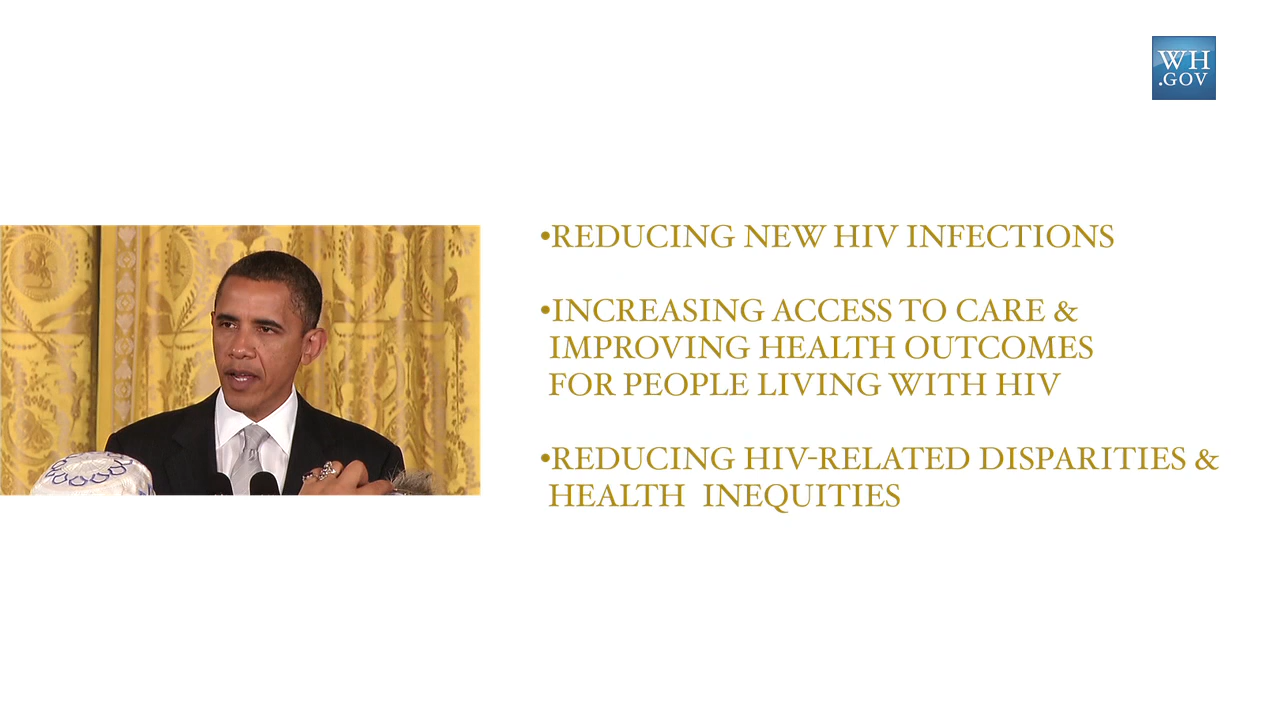 WH
.GOV
•REDUCING NEW HIV INFECTIONS
•INCREASING ACCESS TO CARE &
IMPROVING HEALTH OUTCOMES
FOR PEOPLE LIVING WITH HIV
•REDUCING HIV-RELATED DISPARITIES &
HEALTH INEQUITIES